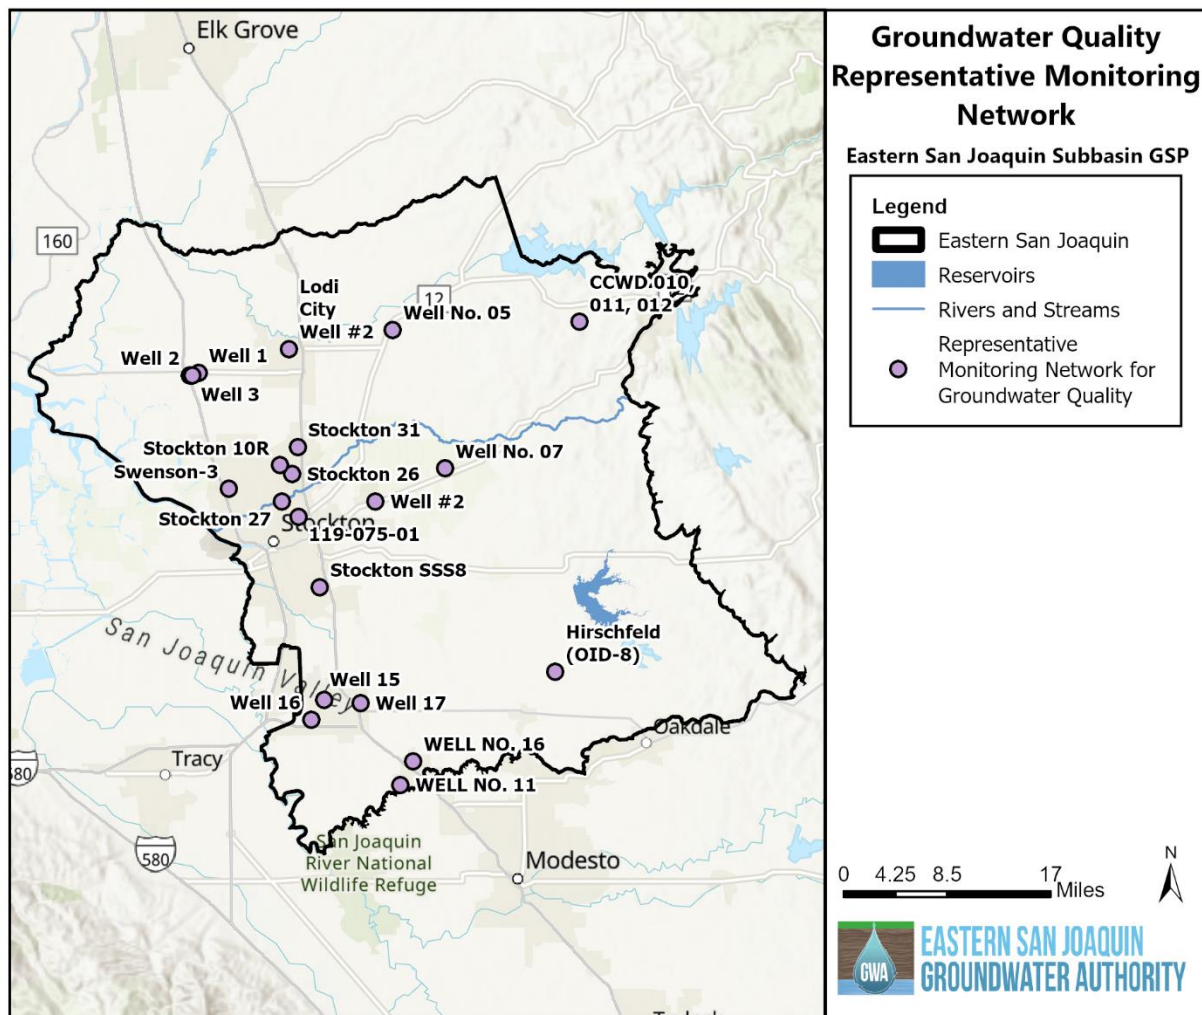 Elk Grove
160
12
Lodi
City
Well #2
Well No. 05
CCWD 010,
011, 012
Well 2
Well 1
Well 3
Stockton 31
Stockton 10R
Stockton 26
Well No. 07
Swenson-3
Well #2
Stockton 27
Stockton
119-075-01
Stockton SSS8
San Joaquin Valley
Hirschfeld
(OID-8)
Well 15
Well 16
Well 17
Oakdale
WELL NO. 16
WELL NO. 11
Tracy
580
580
San Joaquin
River National
Wildlife Refuge
Modesto
Groundwater Quality
Representative Monitoring
Network
Eastern San Joaquin Subbasin GSP
Legend
Eastern San Joaquin
Reservoirs
Rivers and Streams
Representative
Monitoring Network for
Groundwater Quality
N
0 4.25 8.5 17
Miles
GWA
EASTERN SAN JOAQUIN
GROUNDWATER AUTHORITY